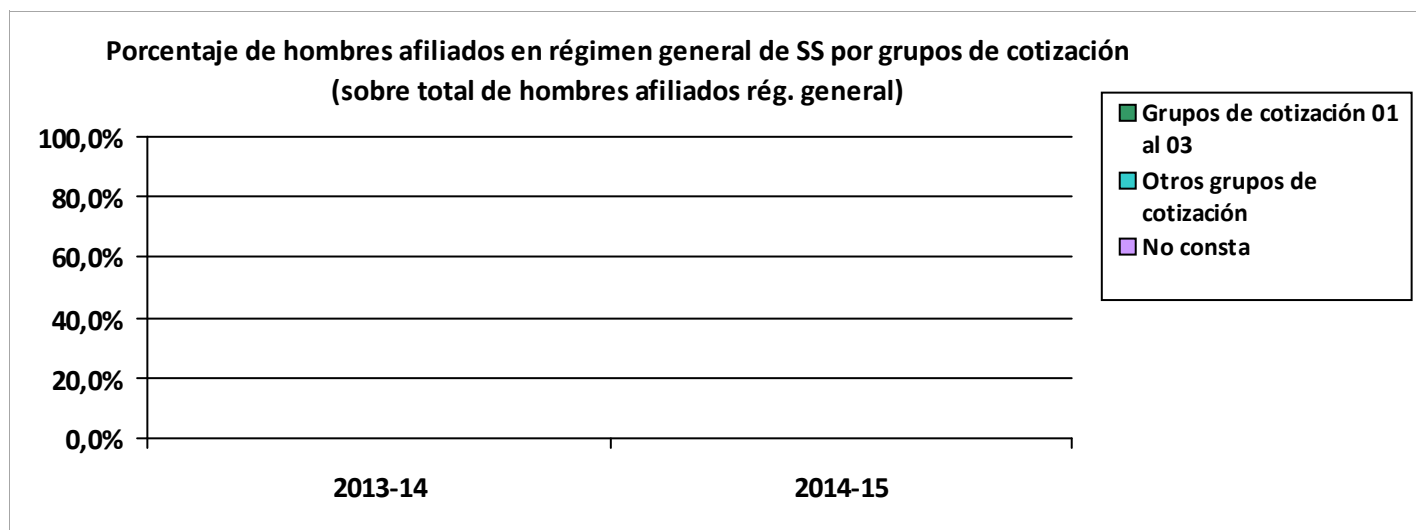 Porcentaje de hombres afiliados en régimen general de SS por grupos de cotización
(sobre total de hombres afiliados rég. general)
Grupos de cotización 01
al 03
Otros grupos de
cotización
No consta
100,0%
80,0%
60,0%
40,0%
20,0%
0,0%
2013-14
2014-15